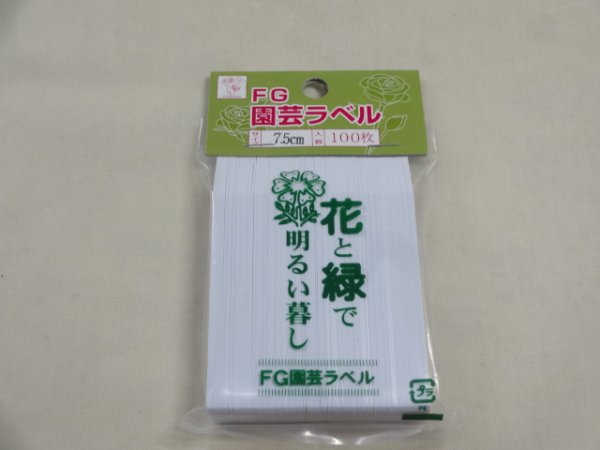 FG
園芸ラベル
サイズ 7.5cm 入数 100枚
花と緑で
明るい暮し
FG園芸ラベル
プラ
PE